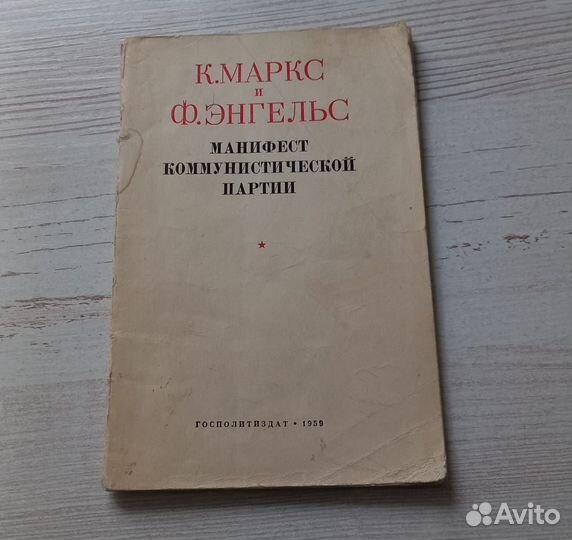 К. МАРКС
и
Ф. ЭНГЕЛЬС
МАНИФЕСТ
КОММУНИСТИЧЕСКОЙ
ПАРТИИ
ГОСПОЛИТИЗДАТ • 1959
Avito